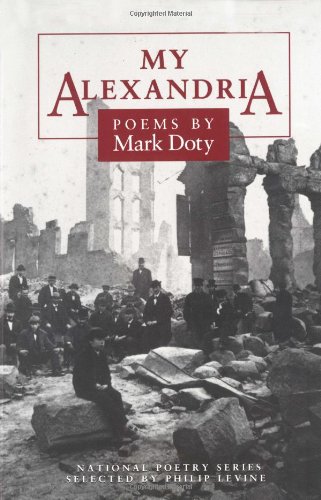 MY
ALEXANDRIA
POEMS BY
Mark Doty
NATIONAL POETRY SERIES
SELECTED BY PHILIP LEVINE